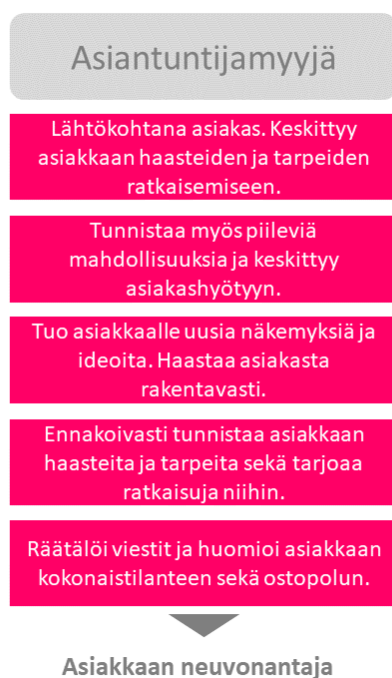 Asiantuntijamyyjä
Lähtökohtana asiakas. Keskittyy
asiakkaan haasteiden ja tarpeiden
ratkaisemiseen.
Tunnistaa myös piileviä
mahdollisuuksia ja keskittyy
asiakashyötyyn.
Tuo asiakkaalle uusia näkemyksiä ja
ideoita. Haastaa asiakasta
rakentavasti.
Ennakoivasti tunnistaa asiakkaan
haasteita ja tarpeita sekä tarjoaa
ratkaisuja niihin.
Räätälöi viestit ja huomioi asiakkaan
kokonaistilanteen sekä ostopolun.
Asiakkaan neuvonantaja